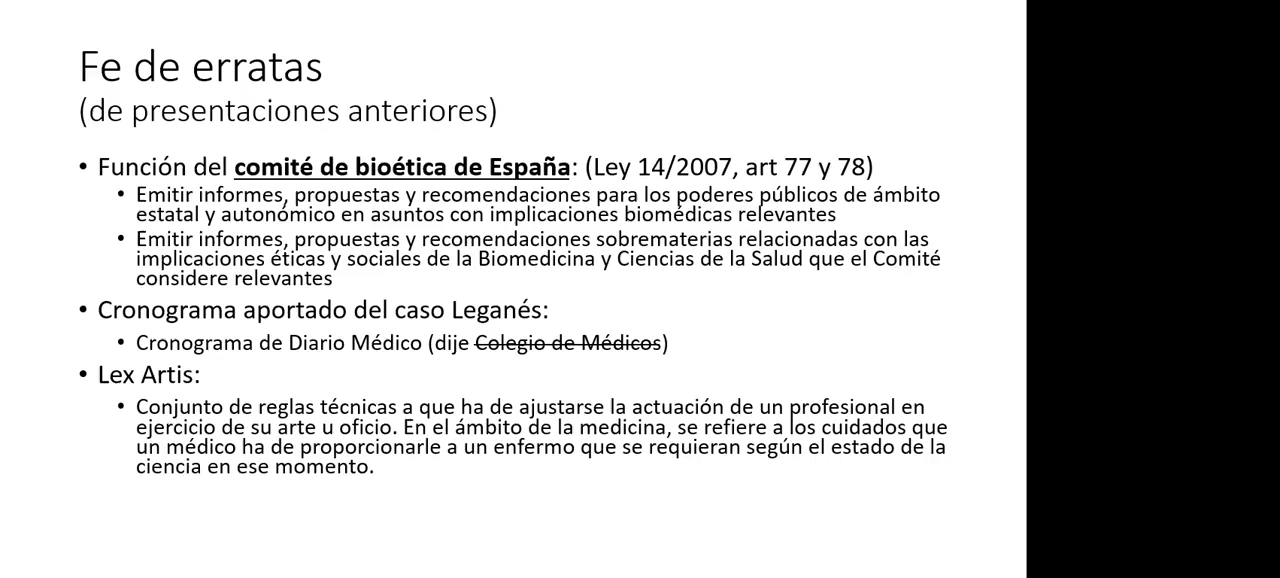 Fe de erratas
(de presentaciones anteriores)
• Función del comité de bioética de España: (Ley 14/2007, art 77 y 78)
• Emitir informes, propuestas y recomendaciones para los poderes públicos de ámbito
estatal y autonómico en asuntos con implicaciones biomédicas relevantes
• Emitir informes, propuestas y recomendaciones sobrematerias relacionadas con las
implicaciones éticas y sociales de la Biomedicina y Ciencias de la Salud que el Comité
considere relevantes
• Cronograma aportado del caso Leganés:
• Cronograma de Diario Médico (dije Colegio de Médicos)
• Lex Artis:
• Conjunto de reglas técnicas a que ha de ajustarse la actuación de un profesional en
ejercicio de su arte u oficio. En el ámbito de la medicina, se refiere a los cuidados que
un médico ha de proporcionarle a un enfermo que se requieran según el estado de la
ciencia en ese momento.